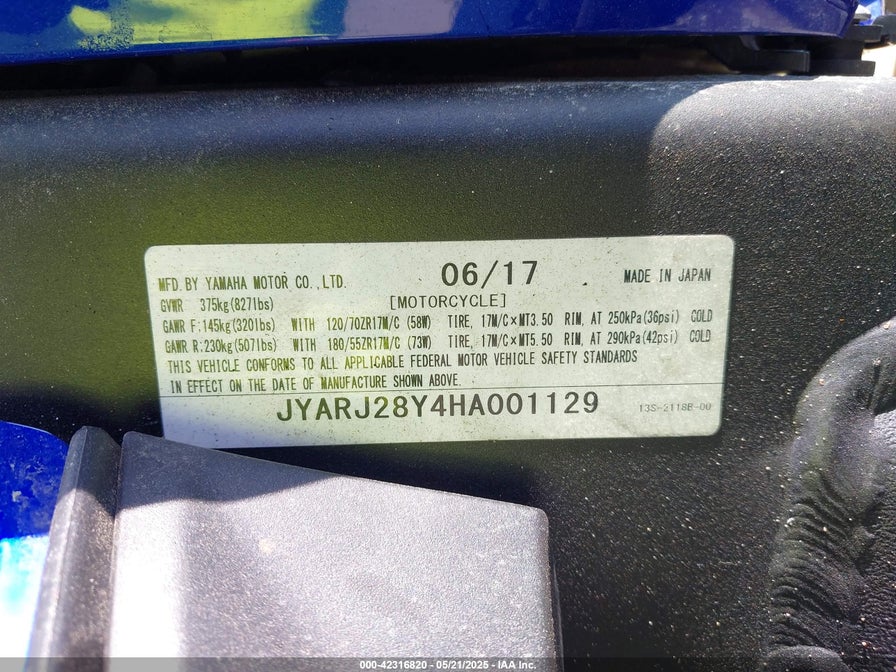 MFD. BY YAMAHA MOTOR CO., LTD. 06/17 MADE IN JAPAN
GVWR 375kg(827lbs) [MOTORCYCLE]
GAWR F:145kg(320lbs) WITH 120/70ZR17M/C (58W) TIRE, 17M/C×MT3.50 RIM, AT 250kPa(36psi) COLD
GAWR R:230kg(507lbs) WITH 180/55ZR17M/C (73W) TIRE, 17M/C×MT5.50 RIM, AT 290kPa(42psi) COLD
THIS VEHICLE CONFORMS TO ALL APPLICABLE FEDERAL MOTOR VEHICLE SAFETY STANDARDS
IN EFFECT ON THE DATE OF MANUFACTURE SHOWN ABOVE.
JYARJ28Y4HA001129 13S-2118B-00
000-42316820 - 05/21/2025 - IAA Inc.